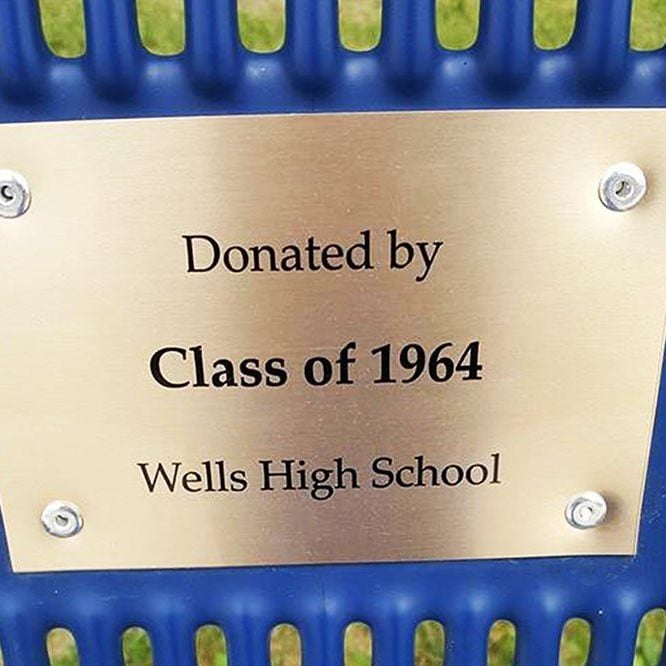 Donated by
Class of 1964
Wells High School